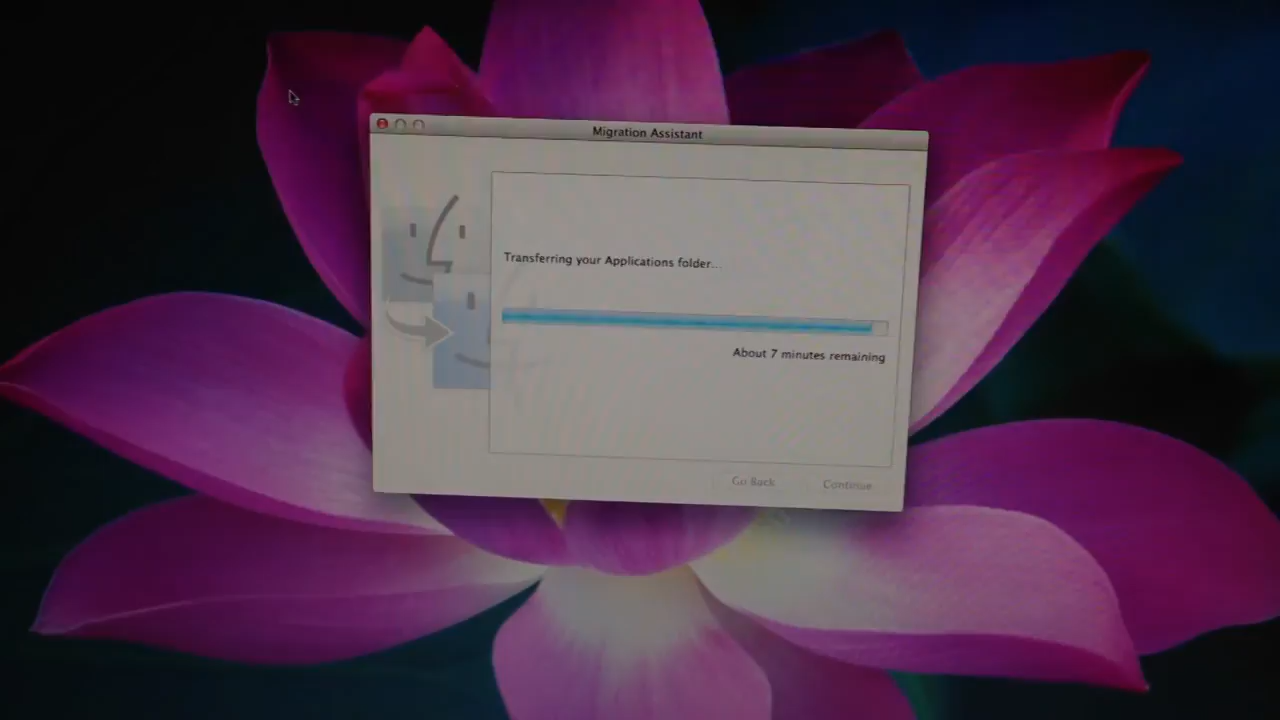 Migration Assistant
Transferring your Applications folder...
About 7 minutes remaining
Go Back
Continue